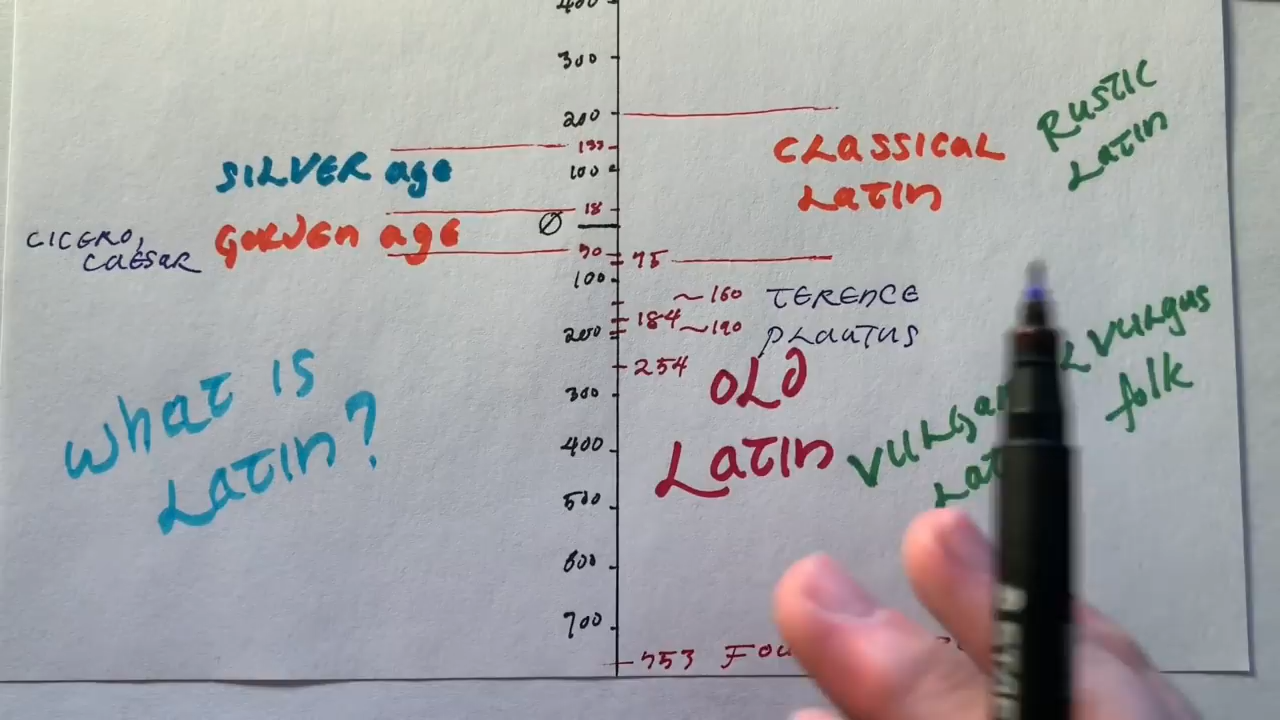 300
200
133
100
18
Ø
70
75
100
~160 TERENCE
184
~190 PLAUTUS
200
254
300
400
500
600
700
753
SILVER age
GOLDEN age
CICERO,
CAESAR
WHAT IS
LATIN?
CLASSICAL
LATIN
OLD
LATIN
RUSTIC
LATIN
VULGUS
folk